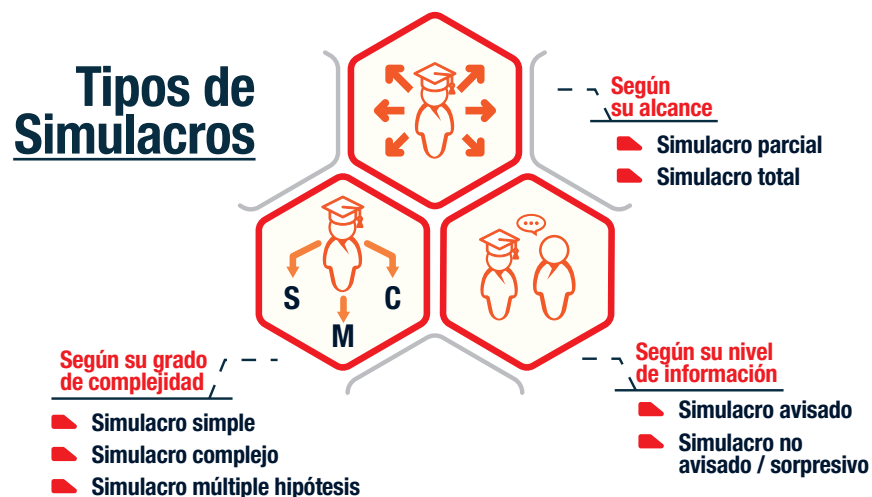 Tipos de
Simulacros
Según
su alcance
Simulacro parcial
Simulacro total
S
C
M
Según su grado
de complejidad
Simulacro simple
Simulacro complejo
Simulacro múltiple hipótesis
Según su nivel
de información
Simulacro avisado
Simulacro no
avisado / sorpresivo